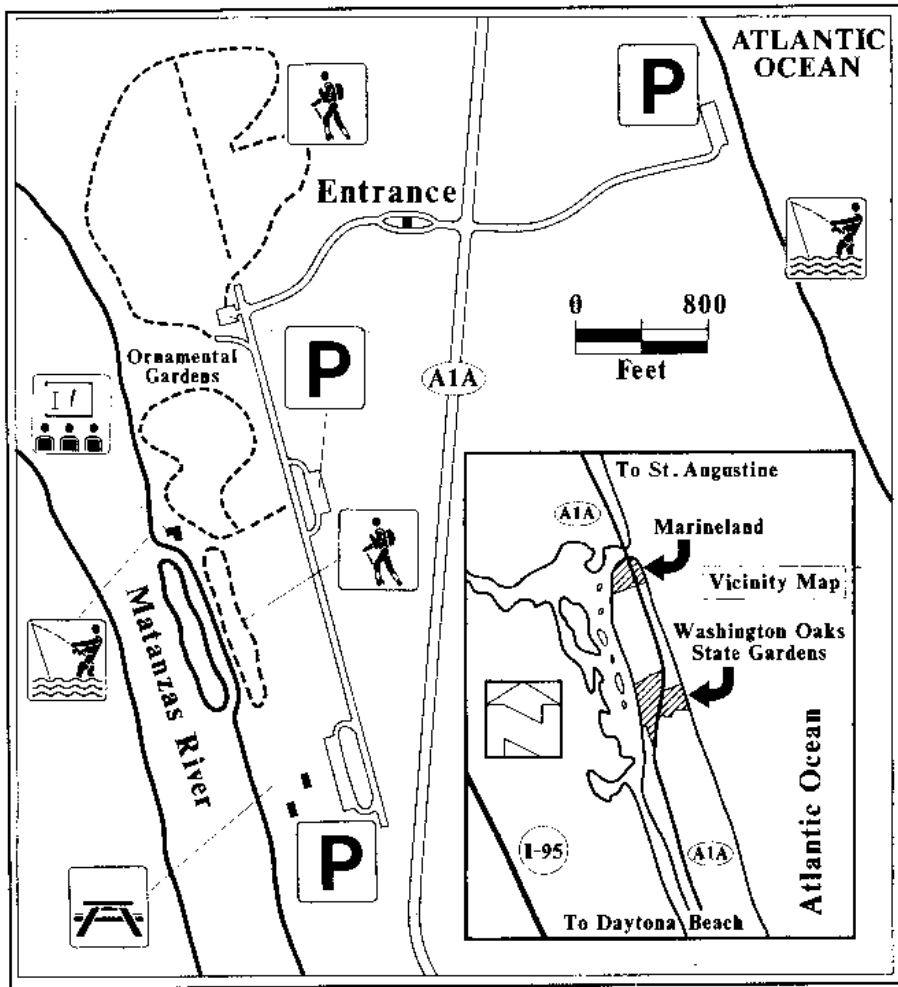 ATLANTIC
OCEAN
P
Entrance
0 800
Feet
Ornamental
Gardens
P
A1A
Matanzas River
P
To St. Augustine
A1A
Marineland
Vicinity Map
Washington Oaks
State Gardens
N
Atlantic Ocean
I-95
A1A
To Daytona Beach